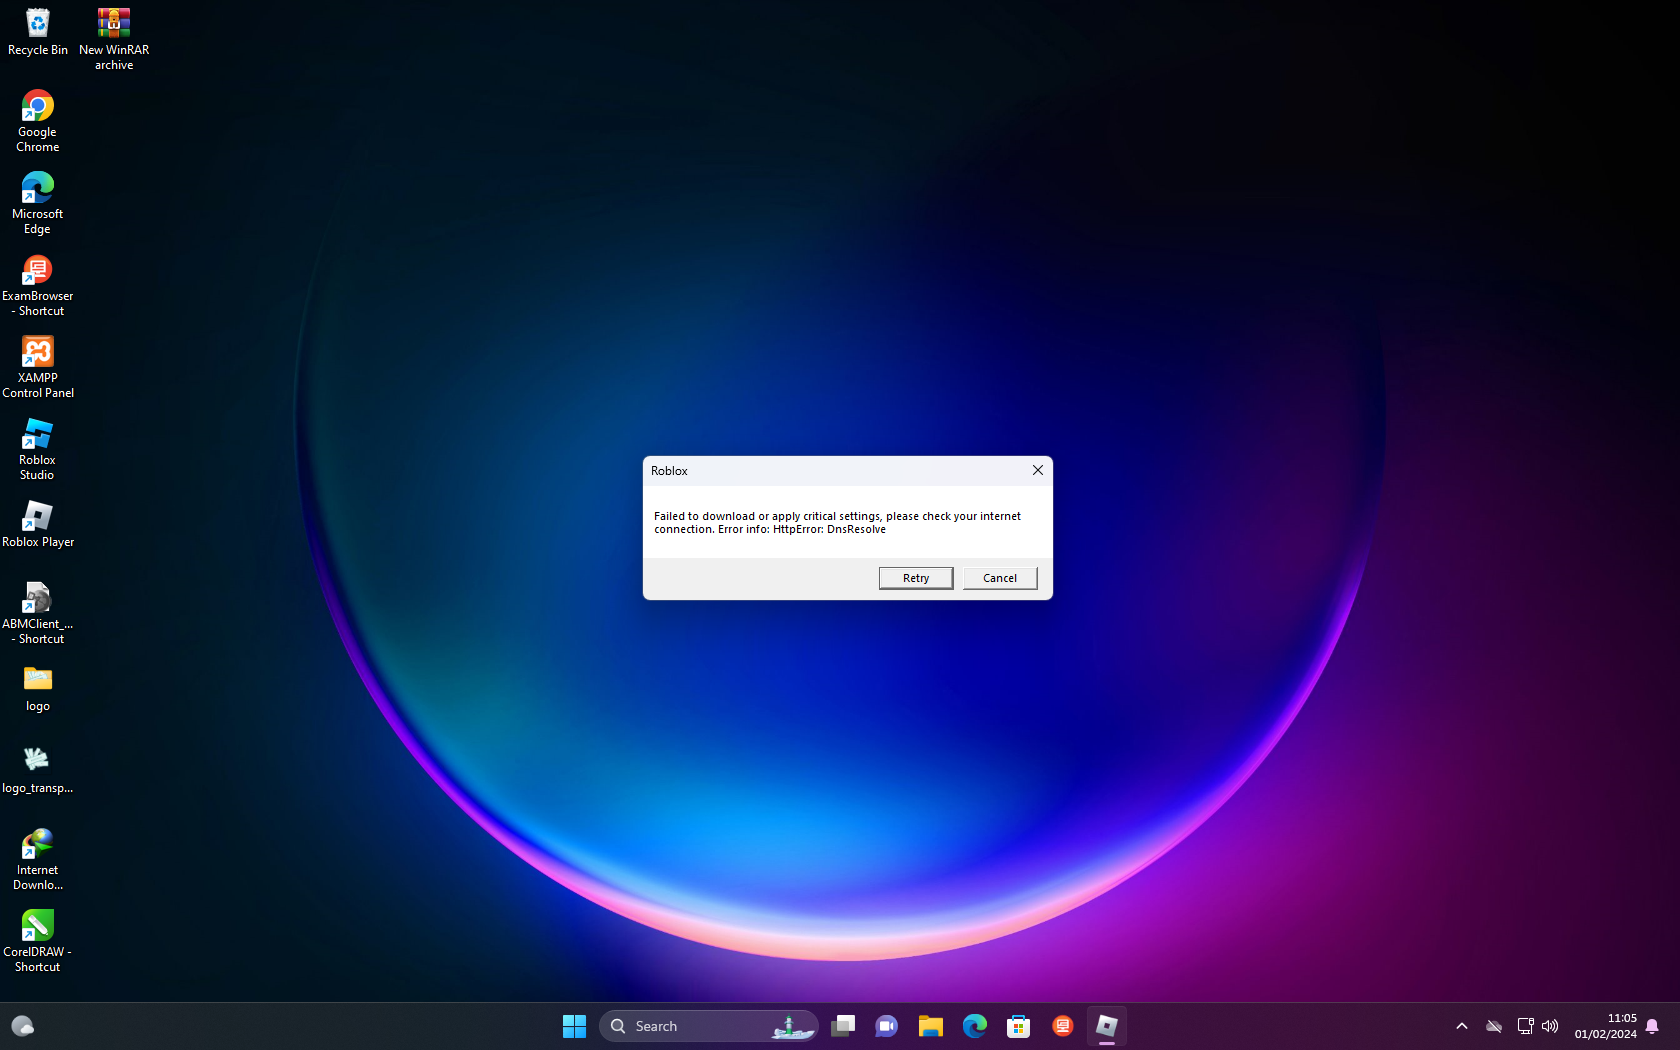 Recycle Bin
New WinRAR
archive
Google
Chrome
Microsoft
Edge
ExamBrowser
- Shortcut
XAMPP
Control Panel
Roblox
Studio
Roblox Player
ABMClient_...
- Shortcut
logo
logo_transp...
Internet
Downlo...
CorelDRAW -
Shortcut
Roblox
Failed to download or apply critical settings, please check your internet
connection. Error info: HttpError: DnsResolve
Retry
Cancel
Search
11:05
01/02/2024